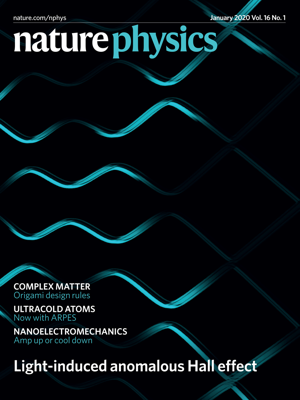 nature.com/nphys
January 2020 Vol. 16 No. 1
nature physics
COMPLEX MATTER
Origami design rules
ULTRACOLD ATOMS
Now with ARPES
NANOELECTROMECHANICS
Amp up or cool down
Light-induced anomalous Hall effect